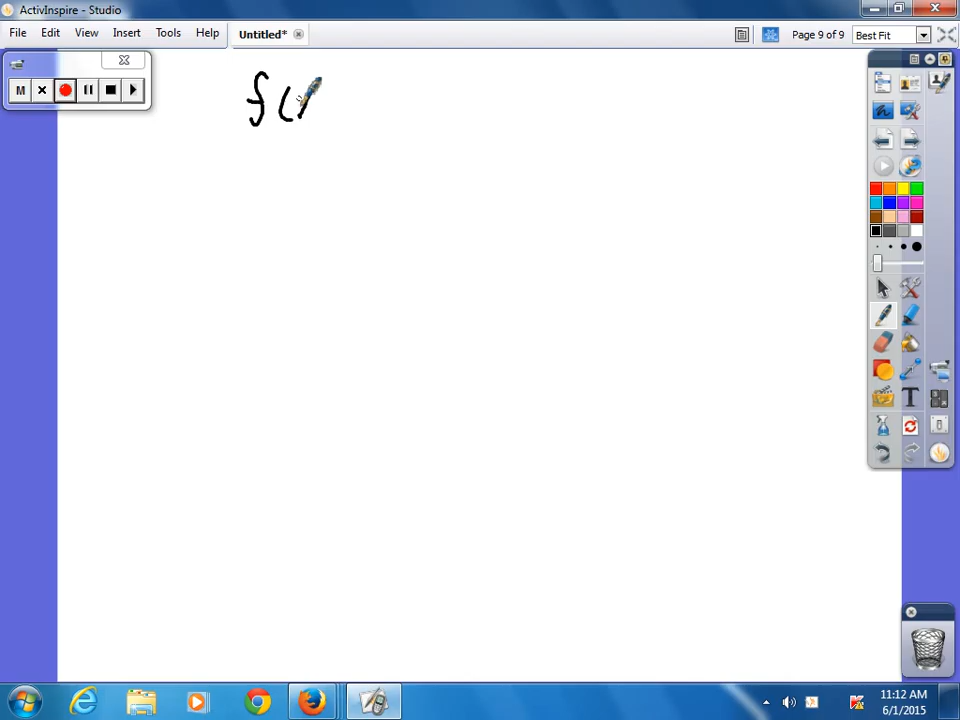 ActivInspire - Studio
File Edit View Insert Tools Help Untitled* Page 9 of 9 Best Fit
M
f(
T
11:12 AM
6/1/2015